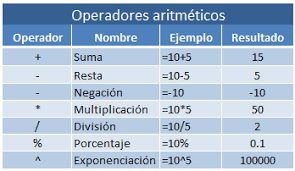 Operadores aritméticos
Operador Nombre Ejemplo Resultado
+ Suma =10+5 15
- Resta =10-5 5
- Negación =-10 -10
* Multiplicación =10*5 50
/ División =10/5 2
% Porcentaje =10% 0.1
^ Exponenciación =10^5 100000